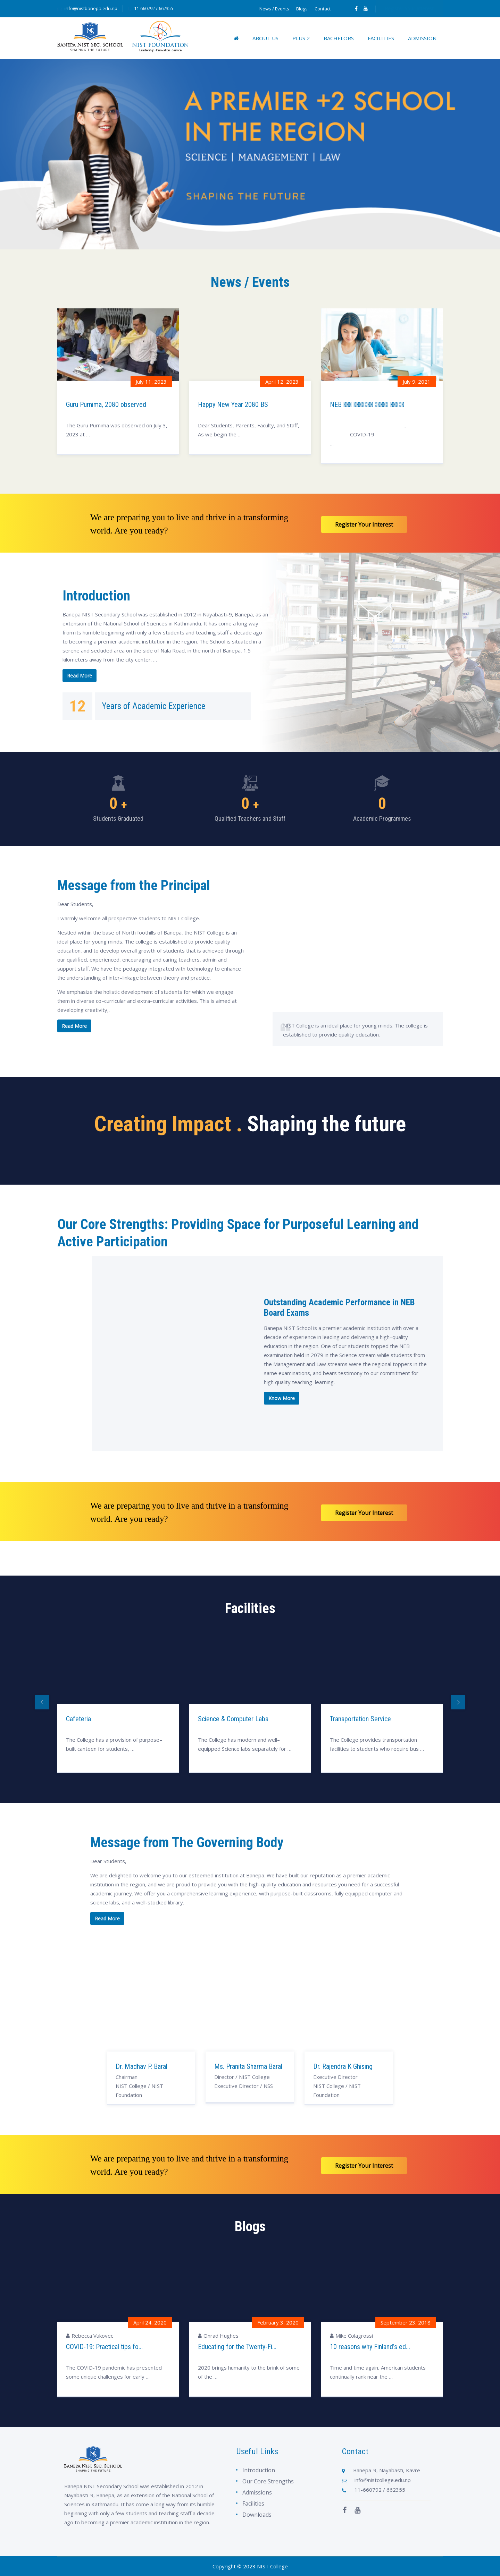 info@nistbanepa.edu.np 11-660792 / 662355 News / Events Blogs Contact
BANEPA NIST SEC. SCHOOL
SHAPING THE FUTURE
NIST FOUNDATION
Leadership. Education. Service.
ABOUT US PLUS 2 BACHELORS FACILITIES ADMISSION
A PREMIER +2 SCHOOL
IN THE REGION
SCIENCE | MANAGEMENT | LAW
SHAPING THE FUTURE
News / Events
July 11, 2023
Guru Purnima, 2080 observed
The Guru Purnima was observed on July 3,
2023 at …
April 12, 2023
Happy New Year 2080 BS
Dear Students, Parents, Faculty, and Staff,
As we begin the …
July 9, 2021
NEB
COVID-19
…
We are preparing you to live and thrive in a transforming
world. Are you ready?
Register Your Interest
Introduction
Banepa NIST Secondary School was established in 2012 in Nayabasti-9, Banepa, as an
extension of the National School of Sciences in Kathmandu. It has come a long way
from its humble beginning with only a few students and teaching staff a decade ago
to becoming a premier academic institution in the region. The School is situated in a
serene and secluded area on the side of Nala Road, in the north of Banepa, 1.5
kilometers away from the city center. …
Read More
12 Years of Academic Experience
0 +
Students Graduated
0 +
Qualified Teachers and Staff
0
Academic Programmes
Message from the Principal
Dear Students,
I warmly welcome all prospective students to NIST College.
Nestled within the base of North foothills of Banepa, the NIST College is an
ideal place for young minds. The college is established to provide quality
education, and to develop overall growth of students that is achieved through
our qualified, experienced, encouraging and caring teachers, admin and
support staff. We have the pedagogy integrated with technology to enhance
the understanding of inter-linkage between theory and practice.
We emphasize the holistic development of students for which we engage
them in diverse co-curricular and extra-curricular activities. This is aimed at
developing creativity,.
Read More
NIST College is an ideal place for young minds. The college is
established to provide quality education.
Creating Impact . Shaping the future
Our Core Strengths: Providing Space for Purposeful Learning and
Active Participation
Outstanding Academic Performance in NEB
Board Exams
Banepa NIST School is a premier academic institution with over a
decade of experience in leading and delivering a high-quality
education in the region. One of our students topped the NEB
examination held in 2079 in the Science stream while students from
the Management and Law streams were the regional toppers in the
same examinations, and bears testimony to our commitment for
high quality teaching-learning.
Know More
We are preparing you to live and thrive in a transforming
world. Are you ready?
Register Your Interest
Facilities
Cafeteria
The College has a provision of purpose-
built canteen for students, …
Science & Computer Labs
The College has modern and well-
equipped Science labs separately for …
Transportation Service
The College provides transportation
facilities to students who require bus …
Message from The Governing Body
Dear Students,
We are delighted to welcome you to our esteemed institution at Banepa. We have built our reputation as a premier academic
institution in the region, and we are proud to provide you with the high-quality education and resources you need for a successful
academic journey. We offer you a comprehensive learning experience, with purpose-built classrooms, fully equipped computer and
science labs, and a well-stocked library.
Read More
Dr. Madhav P. Baral
Chairman
NIST College / NIST
Foundation
Ms. Pranita Sharma Baral
Director / NIST College
Executive Director / NSS
Dr. Rajendra K Ghising
Executive Director
NIST College / NIST
Foundation
We are preparing you to live and thrive in a transforming
world. Are you ready?
Register Your Interest
Blogs
April 24, 2020
Rebecca Vukovec
COVID-19: Practical tips fo...
The COVID-19 pandemic has presented
some unique challenges for early …
February 3, 2020
Conrad Hughes
Educating for the Twenty-Fi...
2020 brings humanity to the brink of some
of the …
September 23, 2018
Mike Colagrossi
10 reasons why Finland's ed...
Time and time again, American students
continually rank near the …
BANEPA NIST SEC. SCHOOL
SHAPING THE FUTURE
Banepa NIST Secondary School was established in 2012 in
Nayabasti-9, Banepa, as an extension of the National School of
Sciences in Kathmandu. It has come a long way from its humble
beginning with only a few students and teaching staff a decade
ago to becoming a premier academic institution in the region.
Useful Links
Introduction
Our Core Strengths
Admissions
Facilities
Downloads
Contact
Banepa-9, Nayabasti, Kavre
info@nistcollege.edu.np
11-660792 / 662355
Copyright © 2023 NIST College